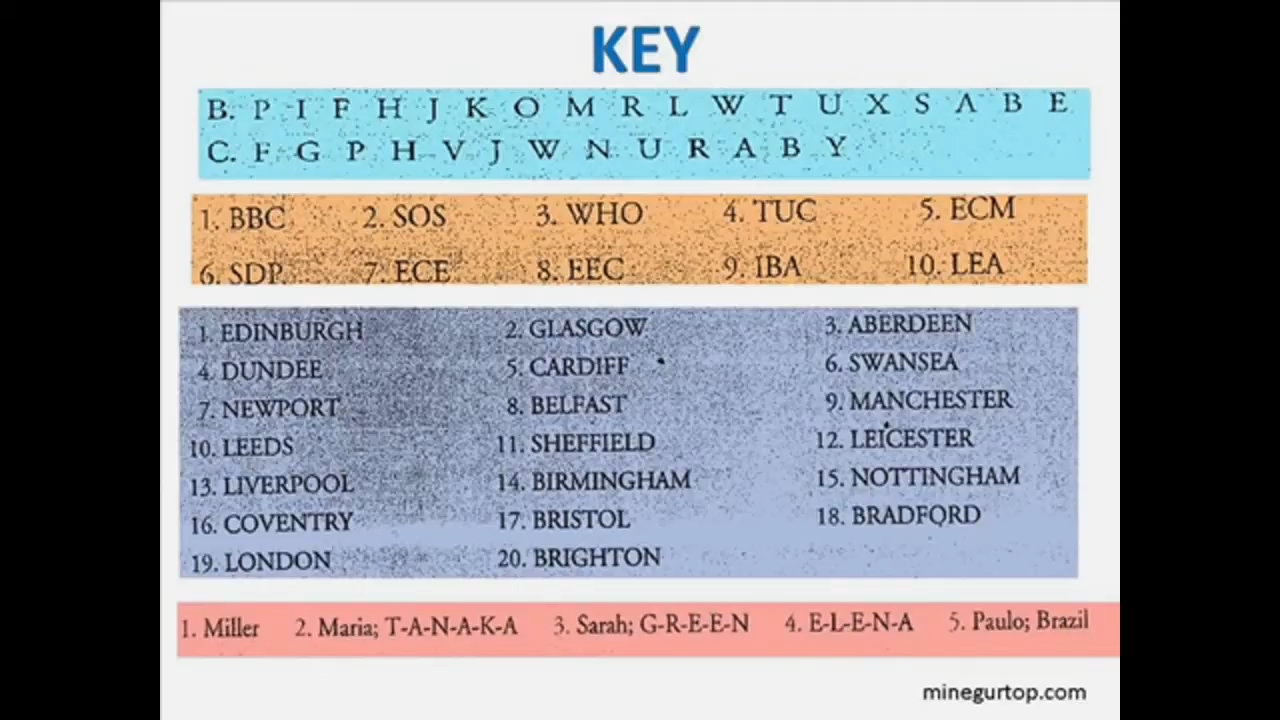 KEY
B. P I F H J K O M R L W T U X S A B E
C. F G P H V J W N U R A B Y
1. BBC 2. SOS 3. WHO 4. TUC 5. ECM
6. SDP 7. ECE 8. EEC 9. IBA 10. LEA
1. EDINBURGH 2. GLASGOW 3. ABERDEEN
4. DUNDEE 5. CARDIFF 6. SWANSEA
7. NEWPORT 8. BELFAST 9. MANCHESTER
10. LEEDS 11. SHEFFIELD 12. LEICESTER
13. LIVERPOOL 14. BIRMINGHAM 15. NOTTINGHAM
16. COVENTRY 17. BRISTOL 18. BRADFORD
19. LONDON 20. BRIGHTON
1. Miller 2. Maria; T-A-N-A-K-A 3. Sarah; G-R-E-E-N 4. E-L-E-N-A 5. Paulo; Brazil
minegurtop.com